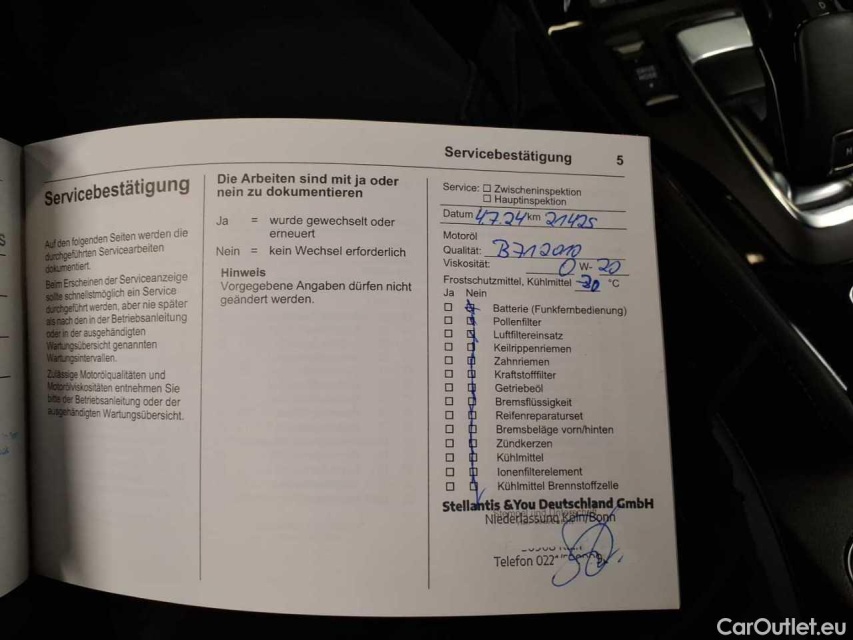 Servicebestätigung 5
Servicebestätigung
Auf den folgenden Seiten werden die
durchgeführten Servicearbeiten
dokumentiert.
Beim Erscheinen der Serviceanzeige
sollte schnellstmöglich ein Service
durchgeführt werden, aber nie später
als nach den in der Betriebsanleitung
oder in der ausgehändigten
Wartungsübersicht genannten
Wartungsintervallen.
Zulässige Motorölqualitäten und
Motorölviskositäten entnehmen Sie
bitte der Betriebsanleitung oder der
ausgehändigten Wartungsübersicht.
Die Arbeiten sind mit ja oder
nein zu dokumentieren
Ja = wurde gewechselt oder
erneuert
Nein = kein Wechsel erforderlich
Hinweis
Vorgegebene Angaben dürfen nicht
geändert werden.
Service: ☐ Zwischeninspektion
☐ Hauptinspektion
Datum 4.7.24 km 21425
Motoröl
Qualität: B712010
Viskosität: 0 W- 20
Frostschutzmittel, Kühlmittel -30 °C
Ja Nein
☐ ☐ Batterie (Funkfernbedienung)
☐ ☐ Pollenfilter
☐ ☐ Luftfiltereinsatz
☐ ☐ Keilrippenriemen
☐ ☐ Zahnriemen
☐ ☐ Kraftstofffilter
☐ ☐ Getriebeöl
☐ ☐ Bremsflüssigkeit
☐ ☐ Reifenreparaturset
☐ ☐ Bremsbeläge vorn/hinten
☐ ☐ Zündkerzen
☐ ☐ Kühlmittel
☐ ☐ Ionenfilterelement
☐ ☐ Kühlmittel Brennstoffzelle
Stellantis &You Deutschland GmbH
Niederlassung Köln/Bonn
Telefon 022
CarOutlet.eu